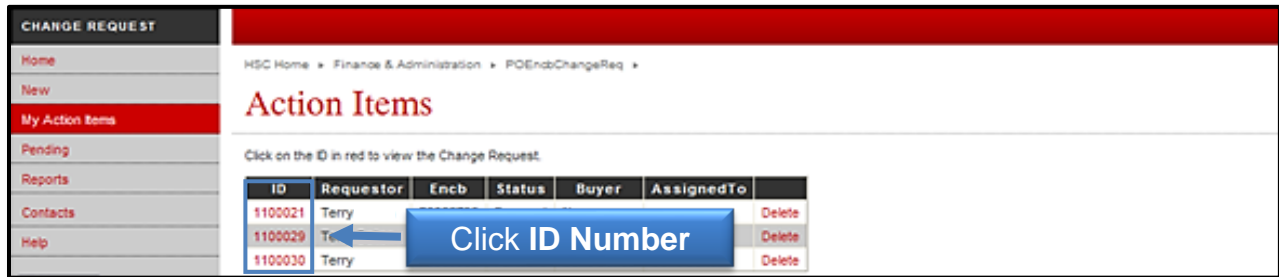 CHANGE REQUEST
Home
New
My Action Items
Pending
Reports
Contacts
Help
HSC Home ▸ Finance & Administration ▸ POEncbChangeReq ▸
Action Items
Click on the ID in red to view the Change Request.
ID Requestor Encb Status Buyer AssignedTo
1100021 Terry Delete
1100029 Delete
1100030 Terry Delete
Click ID Number